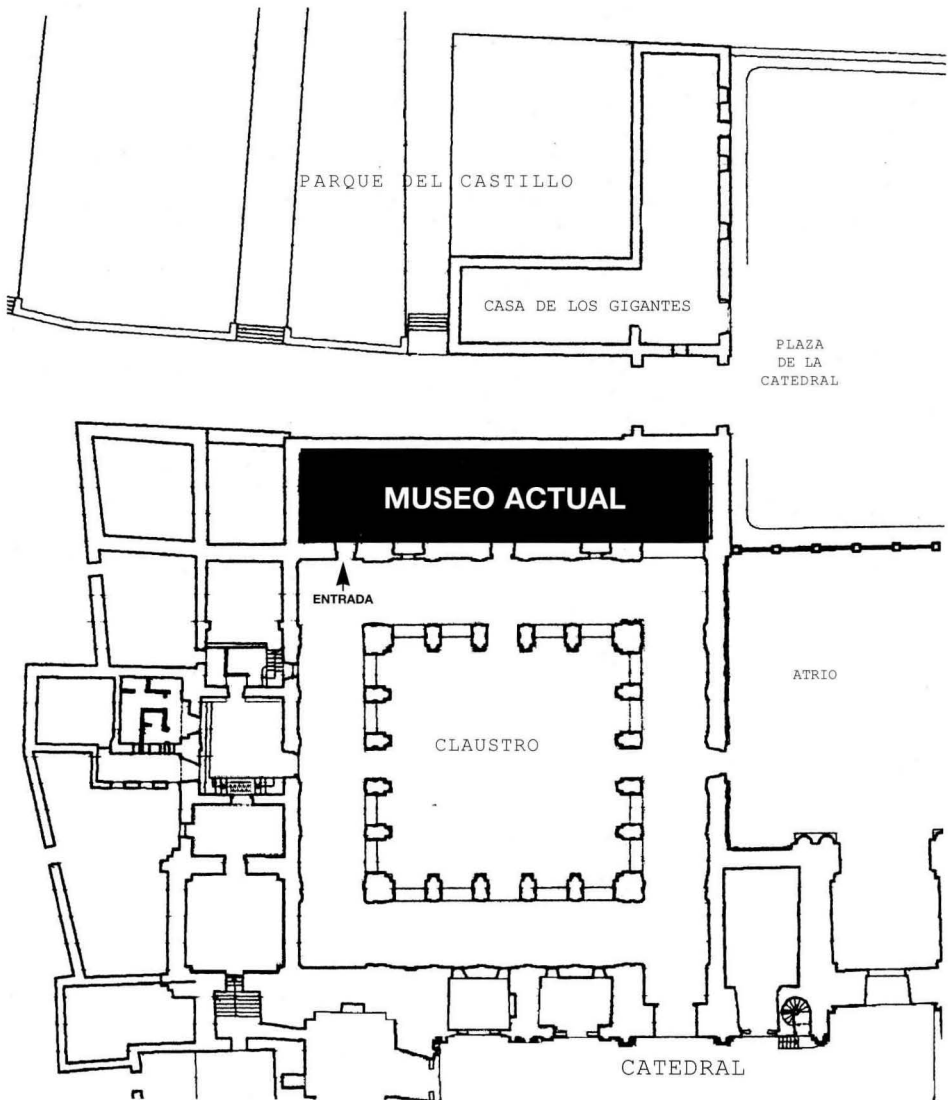 PARQUE DEL CASTILLO
CASA DE LOS GIGANTES
PLAZA
DE LA
CATEDRAL
MUSEO ACTUAL
ENTRADA
ATRIO
CLAUSTRO
CATEDRAL